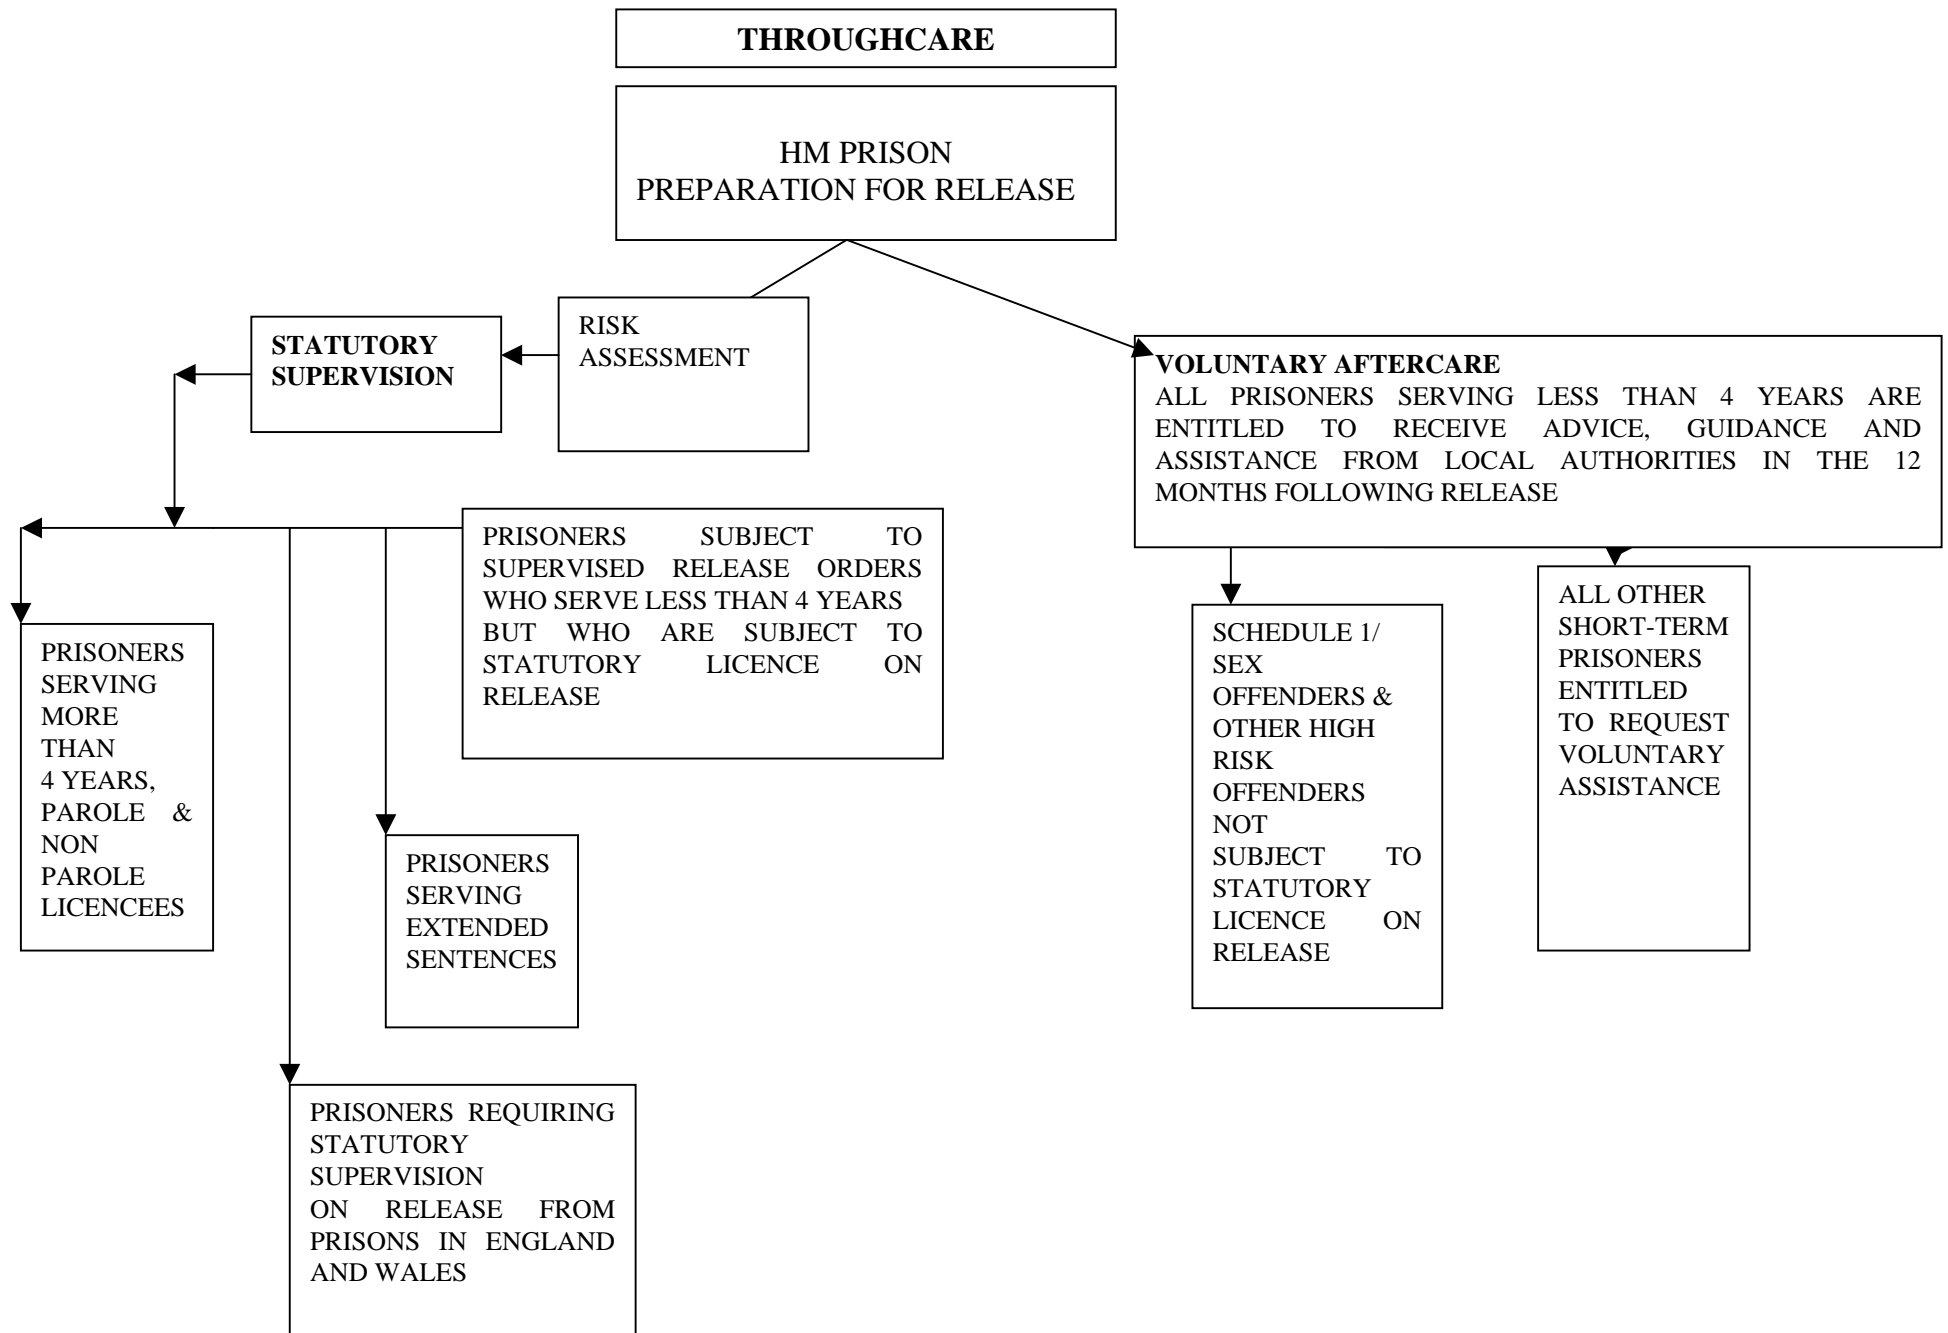 THROUGHCARE
HM PRISON
PREPARATION FOR RELEASE
RISK
ASSESSMENT
STATUTORY
SUPERVISION
VOLUNTARY AFTERCARE
ALL PRISONERS SERVING LESS THAN 4 YEARS ARE
ENTITLED TO RECEIVE ADVICE, GUIDANCE AND
ASSISTANCE FROM LOCAL AUTHORITIES IN THE 12
MONTHS FOLLOWING RELEASE
PRISONERS SUBJECT TO
SUPERVISED RELEASE ORDERS
WHO SERVE LESS THAN 4 YEARS
BUT WHO ARE SUBJECT TO
STATUTORY LICENCE ON
RELEASE
PRISONERS
SERVING
MORE
THAN
4 YEARS,
PAROLE &
NON
PAROLE
LICENCEES
PRISONERS
SERVING
EXTENDED
SENTENCES
PRISONERS REQUIRING
STATUTORY
SUPERVISION
ON RELEASE FROM
PRISONS IN ENGLAND
AND WALES
SCHEDULE 1/
SEX
OFFENDERS &
OTHER HIGH
RISK
OFFENDERS
NOT
SUBJECT TO
STATUTORY
LICENCE ON
RELEASE
ALL OTHER
SHORT-TERM
PRISONERS
ENTITLED
TO REQUEST
VOLUNTARY
ASSISTANCE